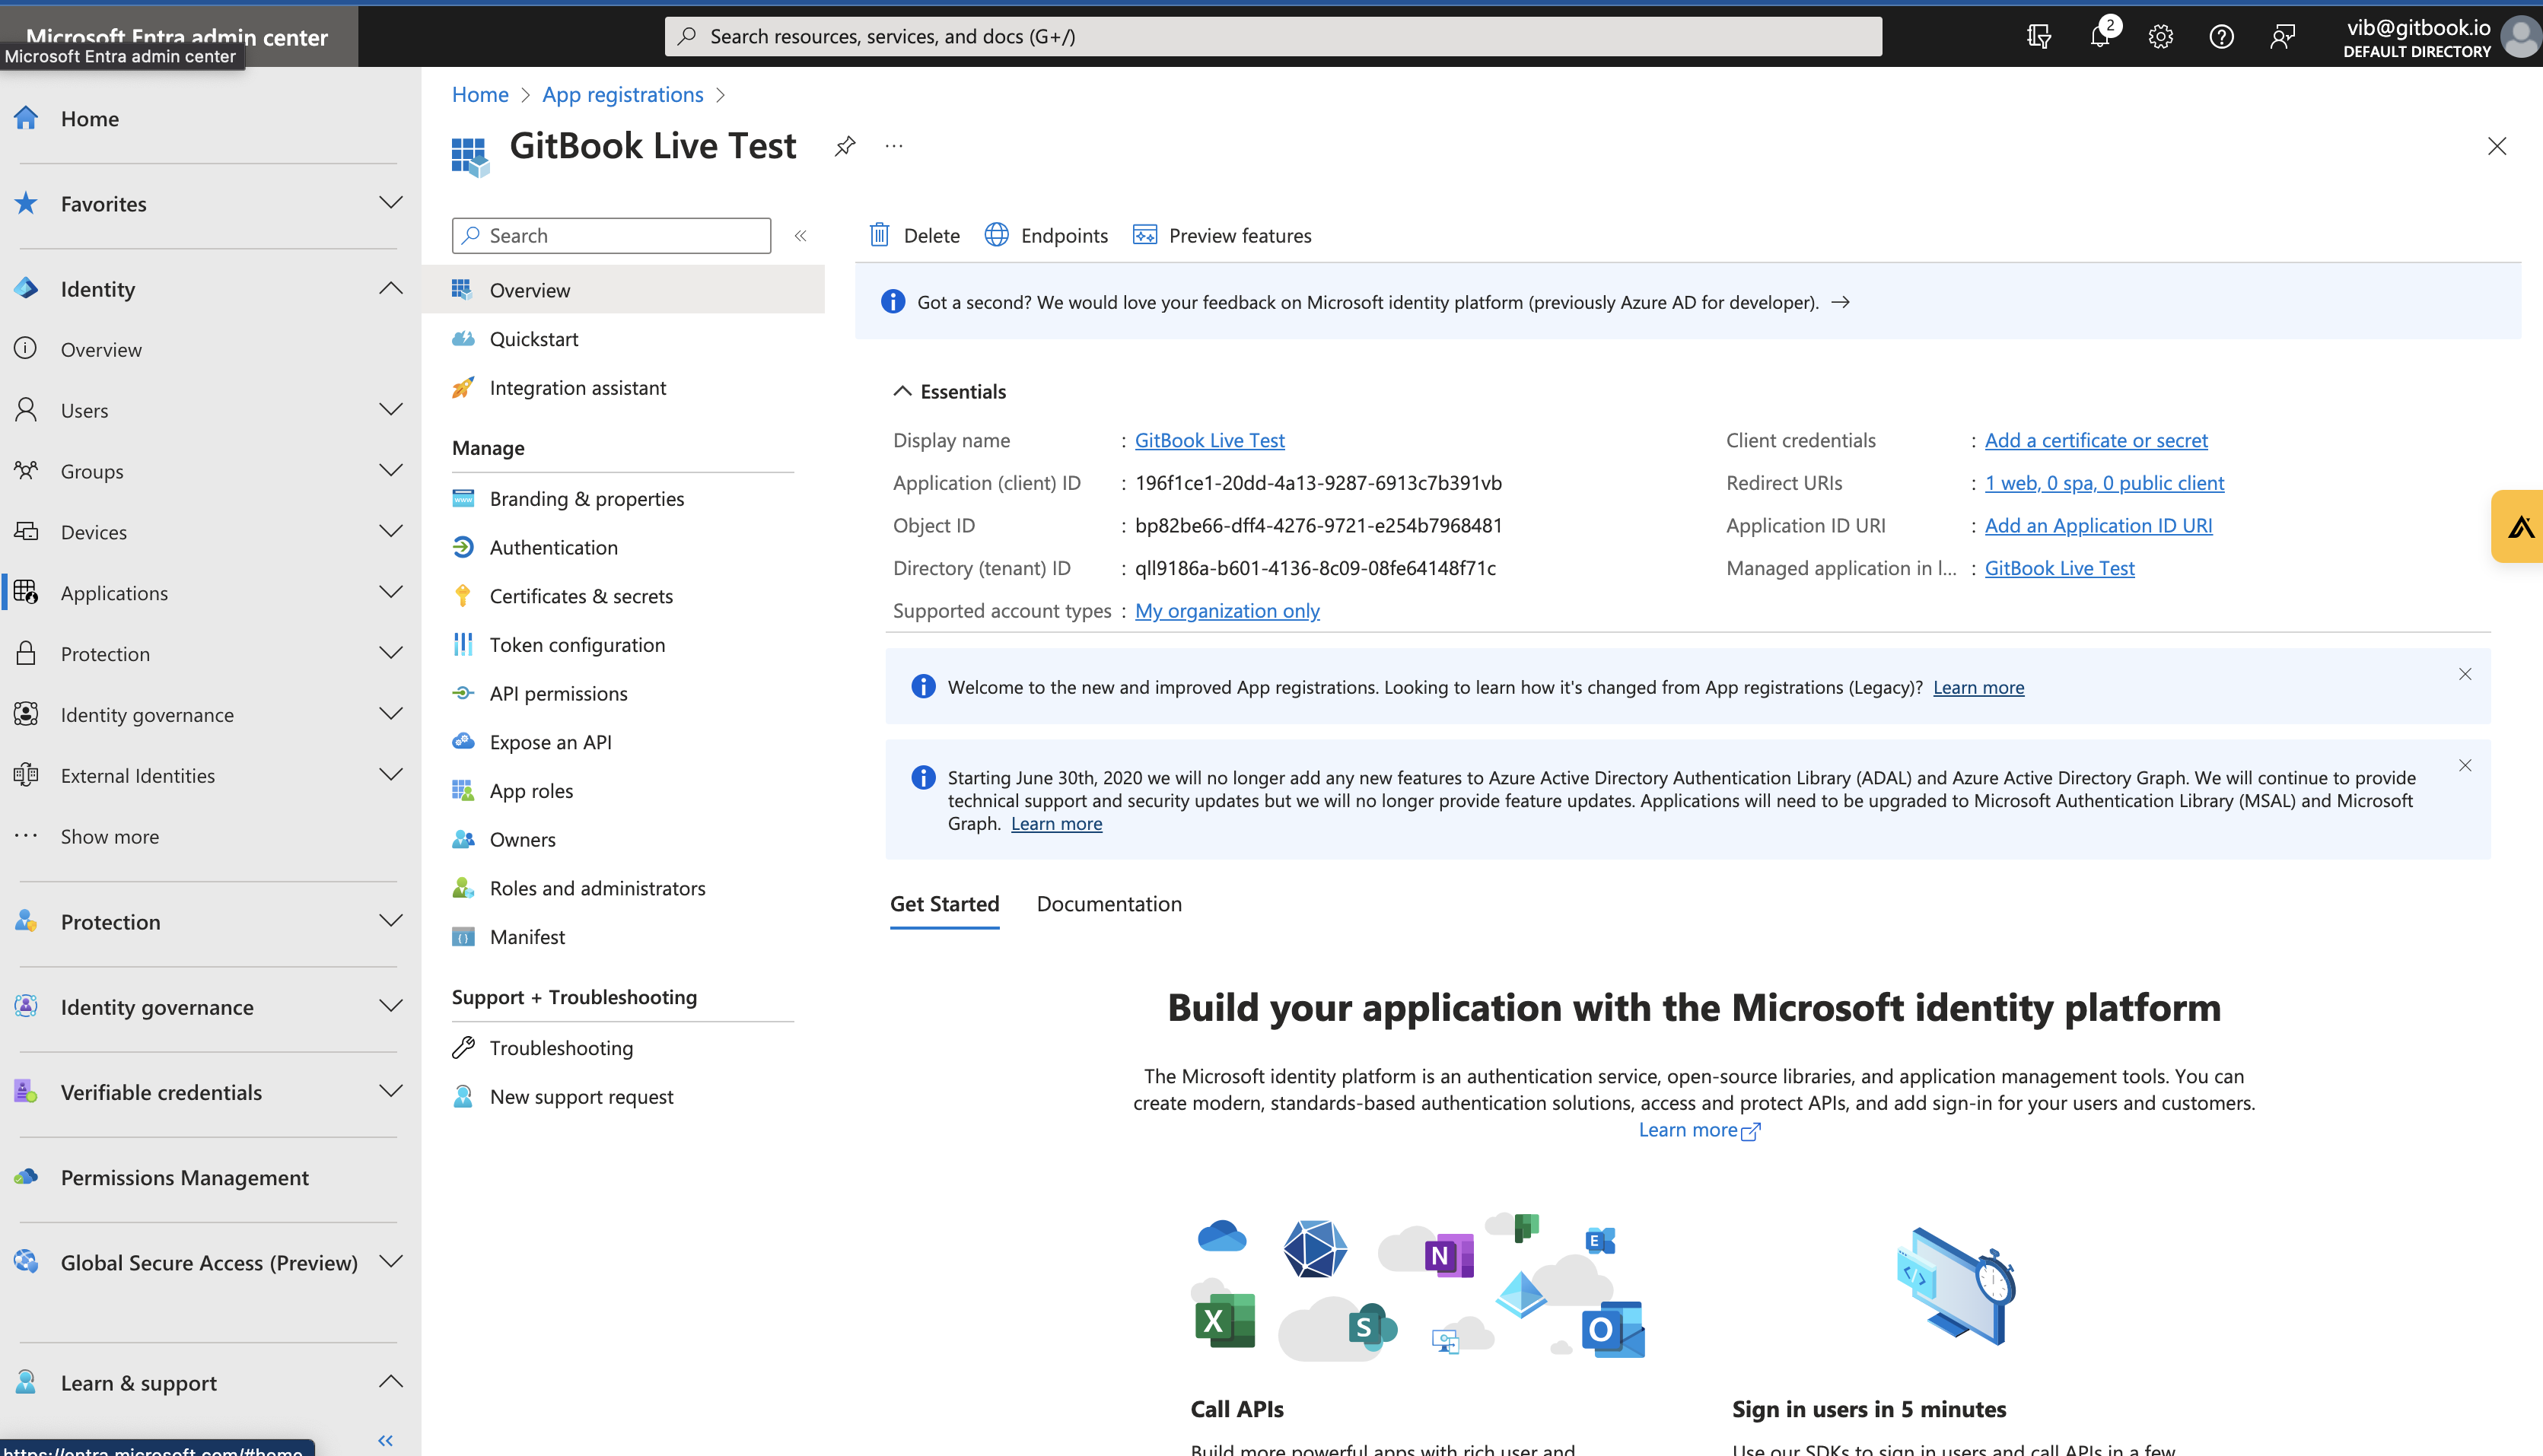 Microsoft Entra admin center
Microsoft Entra admin center
Search resources, services, and docs (G+/)
2
vib@gitbook.io
DEFAULT DIRECTORY
Home
Favorites
Identity
Overview
Users
Groups
Devices
Applications
Protection
Identity governance
External Identities
Show more
Protection
Identity governance
Verifiable credentials
Permissions Management
Global Secure Access (Preview)
Learn & support
https://entra.microsoft.com/#home
Home > App registrations >
GitBook Live Test
Search
Overview
Quickstart
Integration assistant
Manage
Branding & properties
Authentication
Certificates & secrets
Token configuration
API permissions
Expose an API
App roles
Owners
Roles and administrators
Manifest
Support + Troubleshooting
Troubleshooting
New support request
Delete Endpoints Preview features
Got a second? We would love your feedback on Microsoft identity platform (previously Azure AD for developer).
Essentials
Display name : GitBook Live Test
Application (client) ID : 196f1ce1-20dd-4a13-9287-6913c7b391vb
Object ID : bp82be66-dff4-4276-9721-e254b7968481
Directory (tenant) ID : qll9186a-b601-4136-8c09-08fe64148f71c
Supported account types : My organization only
Client credentials : Add a certificate or secret
Redirect URIs : 1 web, 0 spa, 0 public client
Application ID URI : Add an Application ID URI
Managed application in l... : GitBook Live Test
Welcome to the new and improved App registrations. Looking to learn how it's changed from App registrations (Legacy)? Learn more
Starting June 30th, 2020 we will no longer add any new features to Azure Active Directory Authentication Library (ADAL) and Azure Active Directory Graph. We will continue to provide
technical support and security updates but we will no longer provide feature updates. Applications will need to be upgraded to Microsoft Authentication Library (MSAL) and Microsoft
Graph. Learn more
Get Started Documentation
Build your application with the Microsoft identity platform
The Microsoft identity platform is an authentication service, open-source libraries, and application management tools. You can
create modern, standards-based authentication solutions, access and protect APIs, and add sign-in for your users and customers.
Learn more
N
E
X
S
O
Call APIs
Build more powerful apps with rich user and
Sign in users in 5 minutes
Use our SDKs to sign in users and call APIs in a few